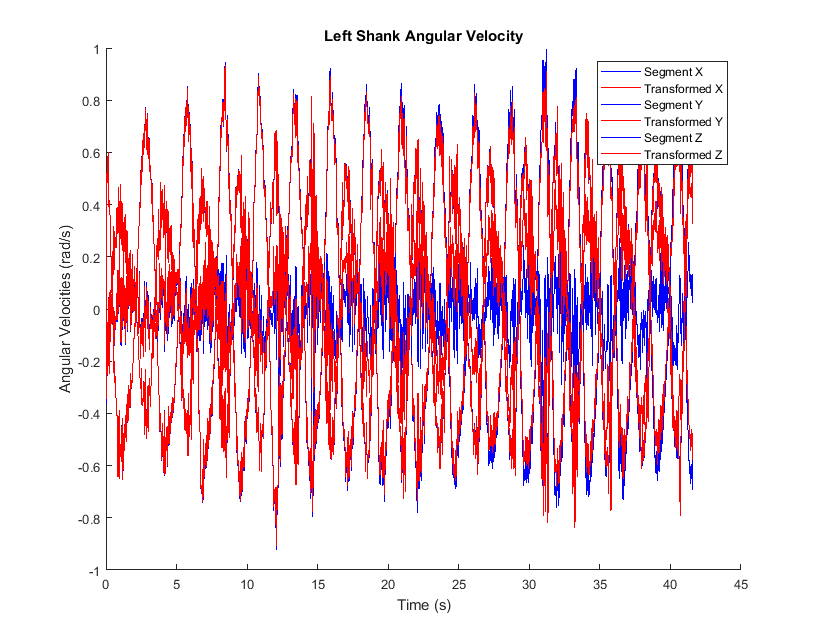 Left Shank Angular Velocity
Segment X
Transformed X
Segment Y
Transformed Y
Segment Z
Transformed Z
Angular Velocities (rad/s)
1
0.8
0.6
0.4
0.2
0
-0.2
-0.4
-0.6
-0.8
-1
0
5
10
15
20
25
30
35
40
45
Time (s)